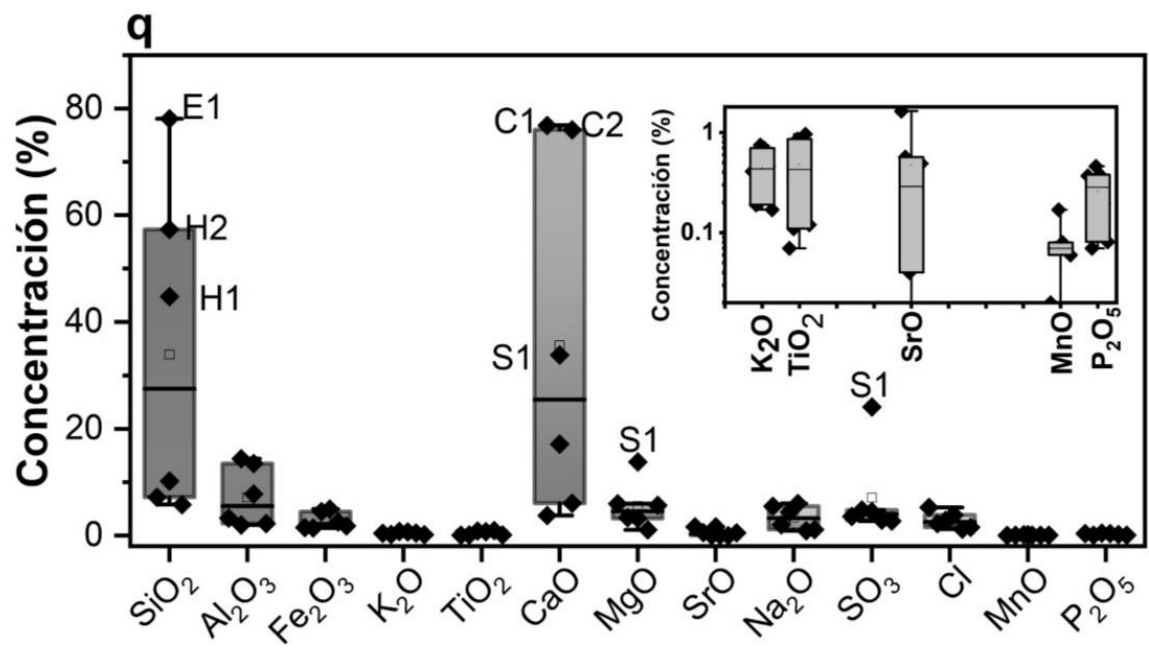 q
Concentración (%)
80
60
40
20
0
E1
H2
H1
C1
C2
S1
S1
S1
SiO₂
Al₂O₃
Fe₂O₃
K₂O
TiO₂
CaO
MgO
SrO
Na₂O
SO₃
Cl
MnO
P₂O₅
Concentración (%)
1
0.1
K₂O
TiO₂
SrO
MnO
P₂O₅